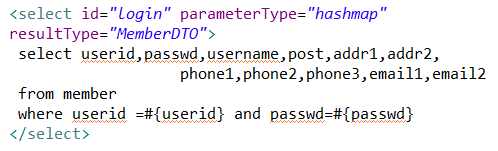 <select id="login" parameterType="hashmap"
resultType="MemberDTO">
select userid,passwd,username,post,addr1,addr2,
phone1,phone2,phone3,email1,email2
from member
where userid =#{userid} and passwd=#{passwd}
</select>